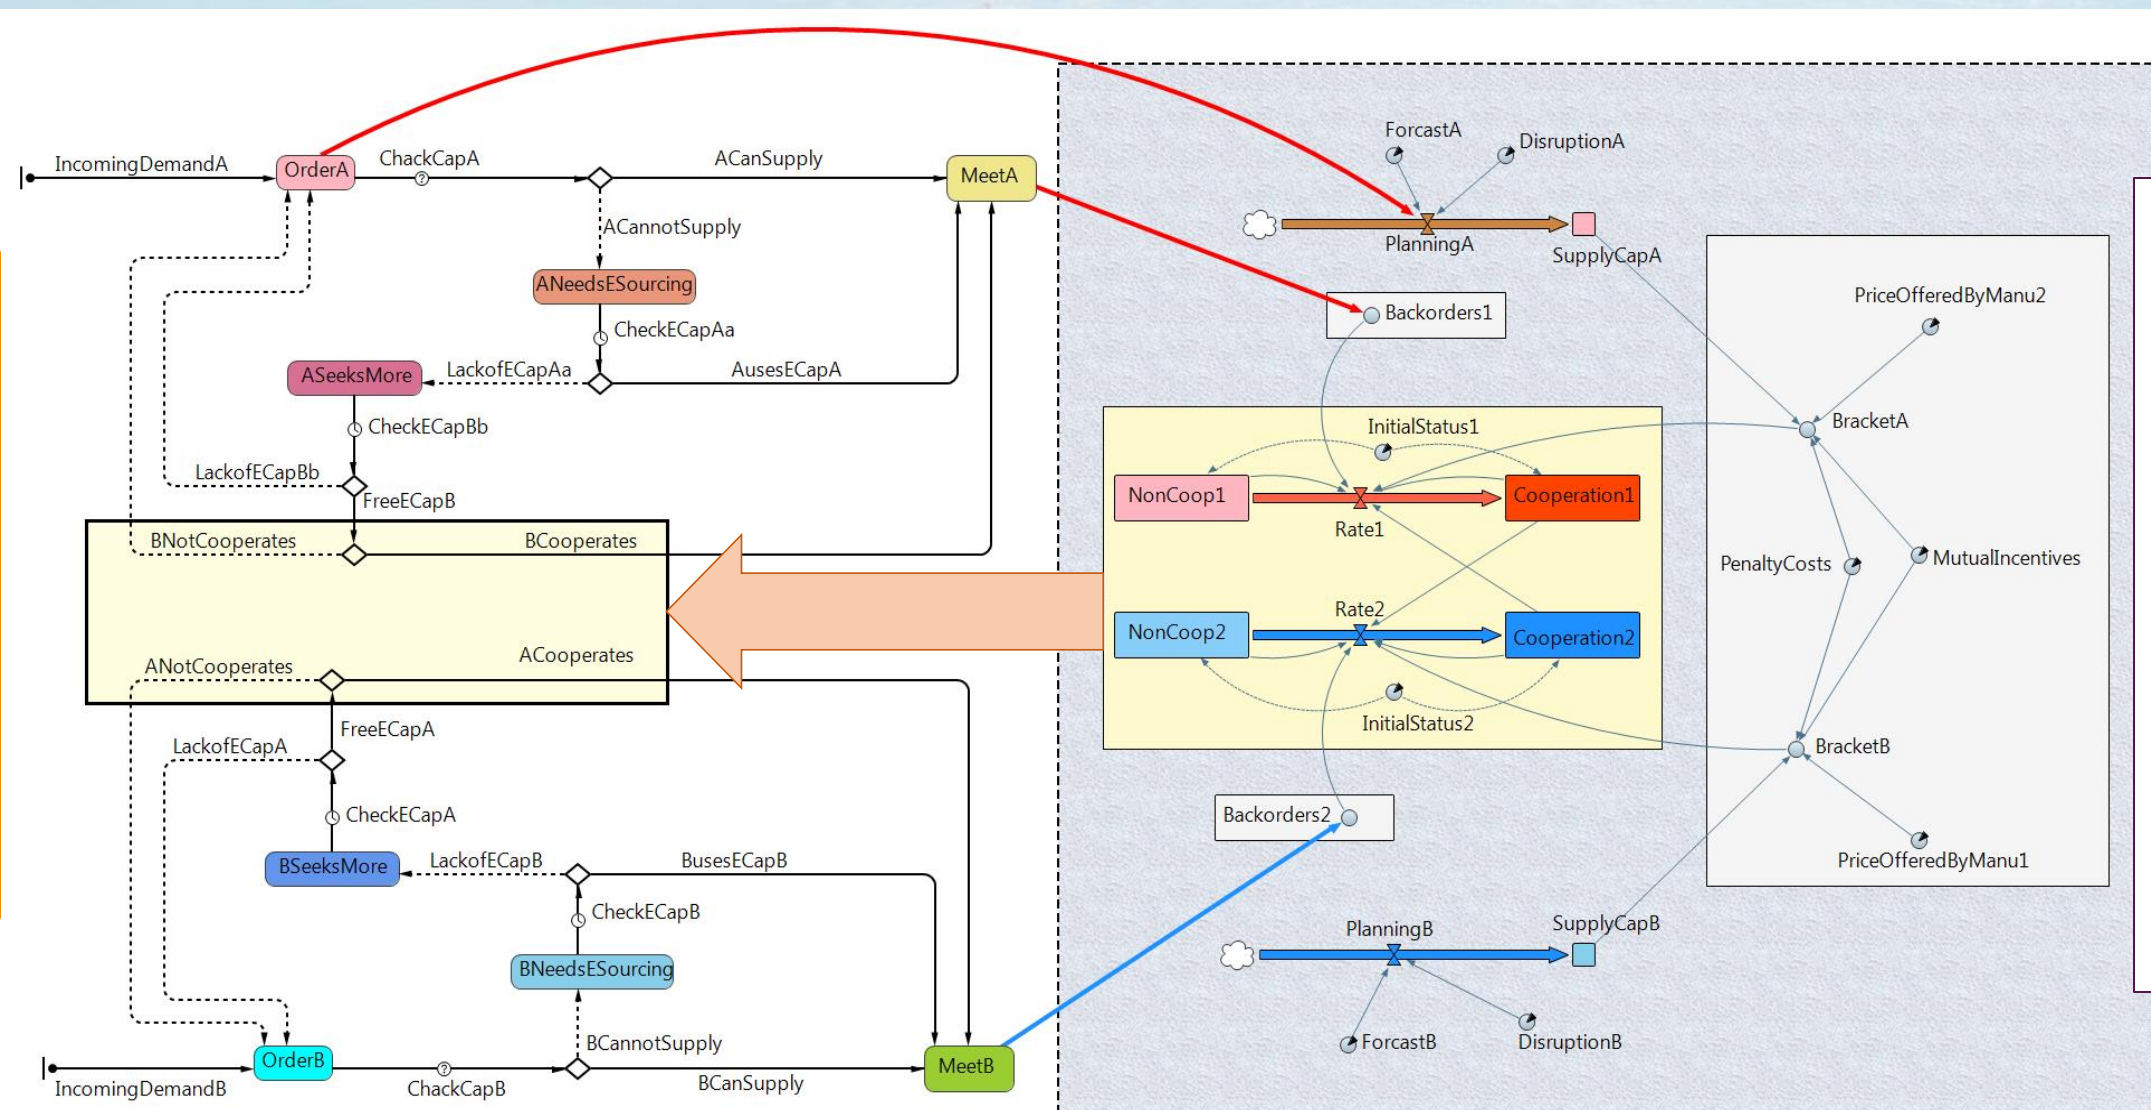 IncomingDemandA
OrderA
ChackCapA
ACanSupply
MeetA
ACannotSupply
ANeedsESourcing
CheckECapAa
ASeeksMore
LackofECapAa
AusesECapA
CheckECapBb
LackofECapBb
FreeECapB
BNotCooperates
BCooperates
ANotCooperates
ACooperates
FreeECapA
LackofECapA
CheckECapA
BSeeksMore
LackofECapB
BusesECapB
CheckECapB
BNeedsESourcing
BCannotSupply
OrderB
MeetB
IncomingDemandB
ChackCapB
BCanSupply
ForcastA
DisruptionA
PlanningA
SupplyCapA
Backorders1
PriceOfferedByManu2
BracketA
InitialStatus1
NonCoop1
Cooperation1
Rate1
PenaltyCosts
MutualIncentives
Rate2
NonCoop2
Cooperation2
InitialStatus2
BracketB
Backorders2
PriceOfferedByManu1
PlanningB
SupplyCapB
ForcastB
DisruptionB